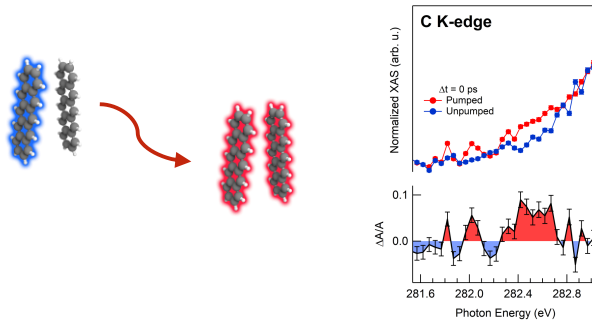 C K-edge
Normalized XAS (arb. u.)
Δt = 0 ps
Pumped
Unpumped
0.1
0.0
ΔA/A
281.6 282.0 282.4 282.8
Photon Energy (eV)